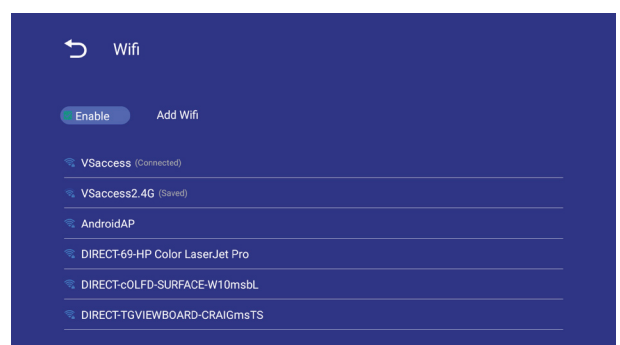 Wifi
Enable Add Wifi
VSaccess (Connected)
VSaccess2.4G (Saved)
AndroidAP
DIRECT-69-HP Color LaserJet Pro
DIRECT-cOLFD-SURFACE-W10msbL
DIRECT-TGVIEWBOARD-CRAIGmsTS